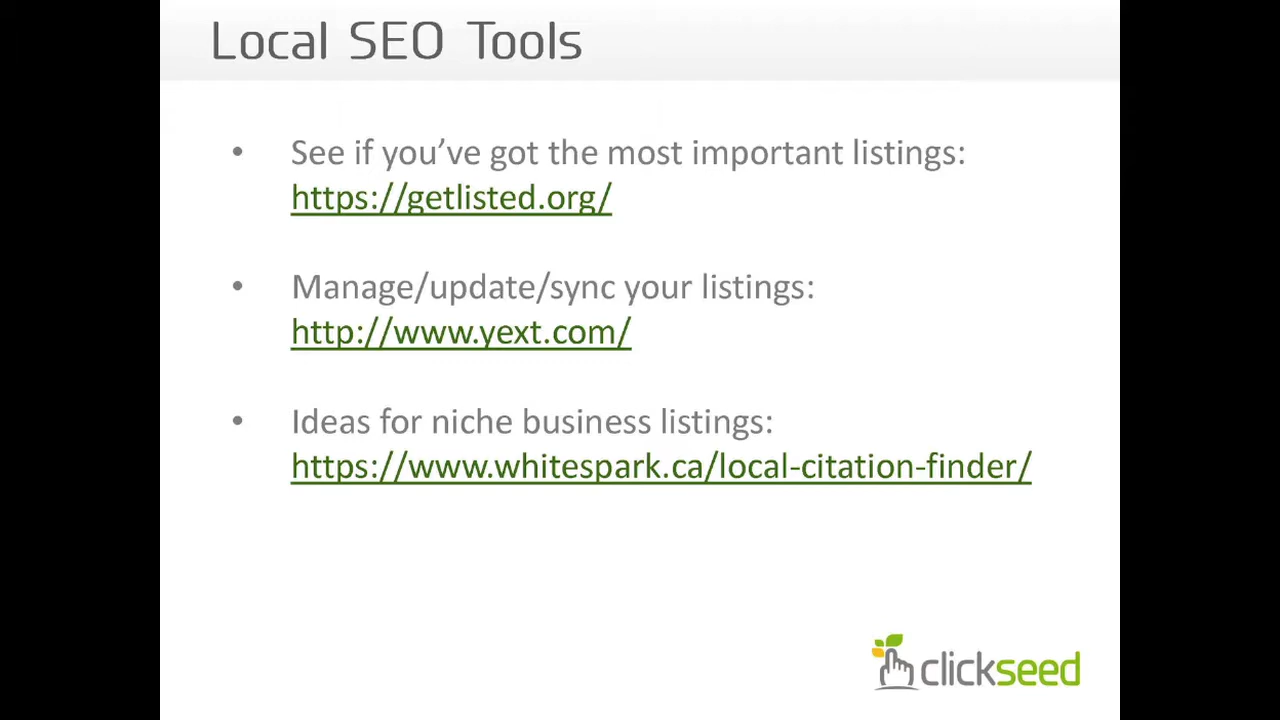 Local SEO Tools
• See if you’ve got the most important listings:
https://getlisted.org/
• Manage/update/sync your listings:
http://www.yext.com/
• Ideas for niche business listings:
https://www.whitespark.ca/local-citation-finder/
clickseed